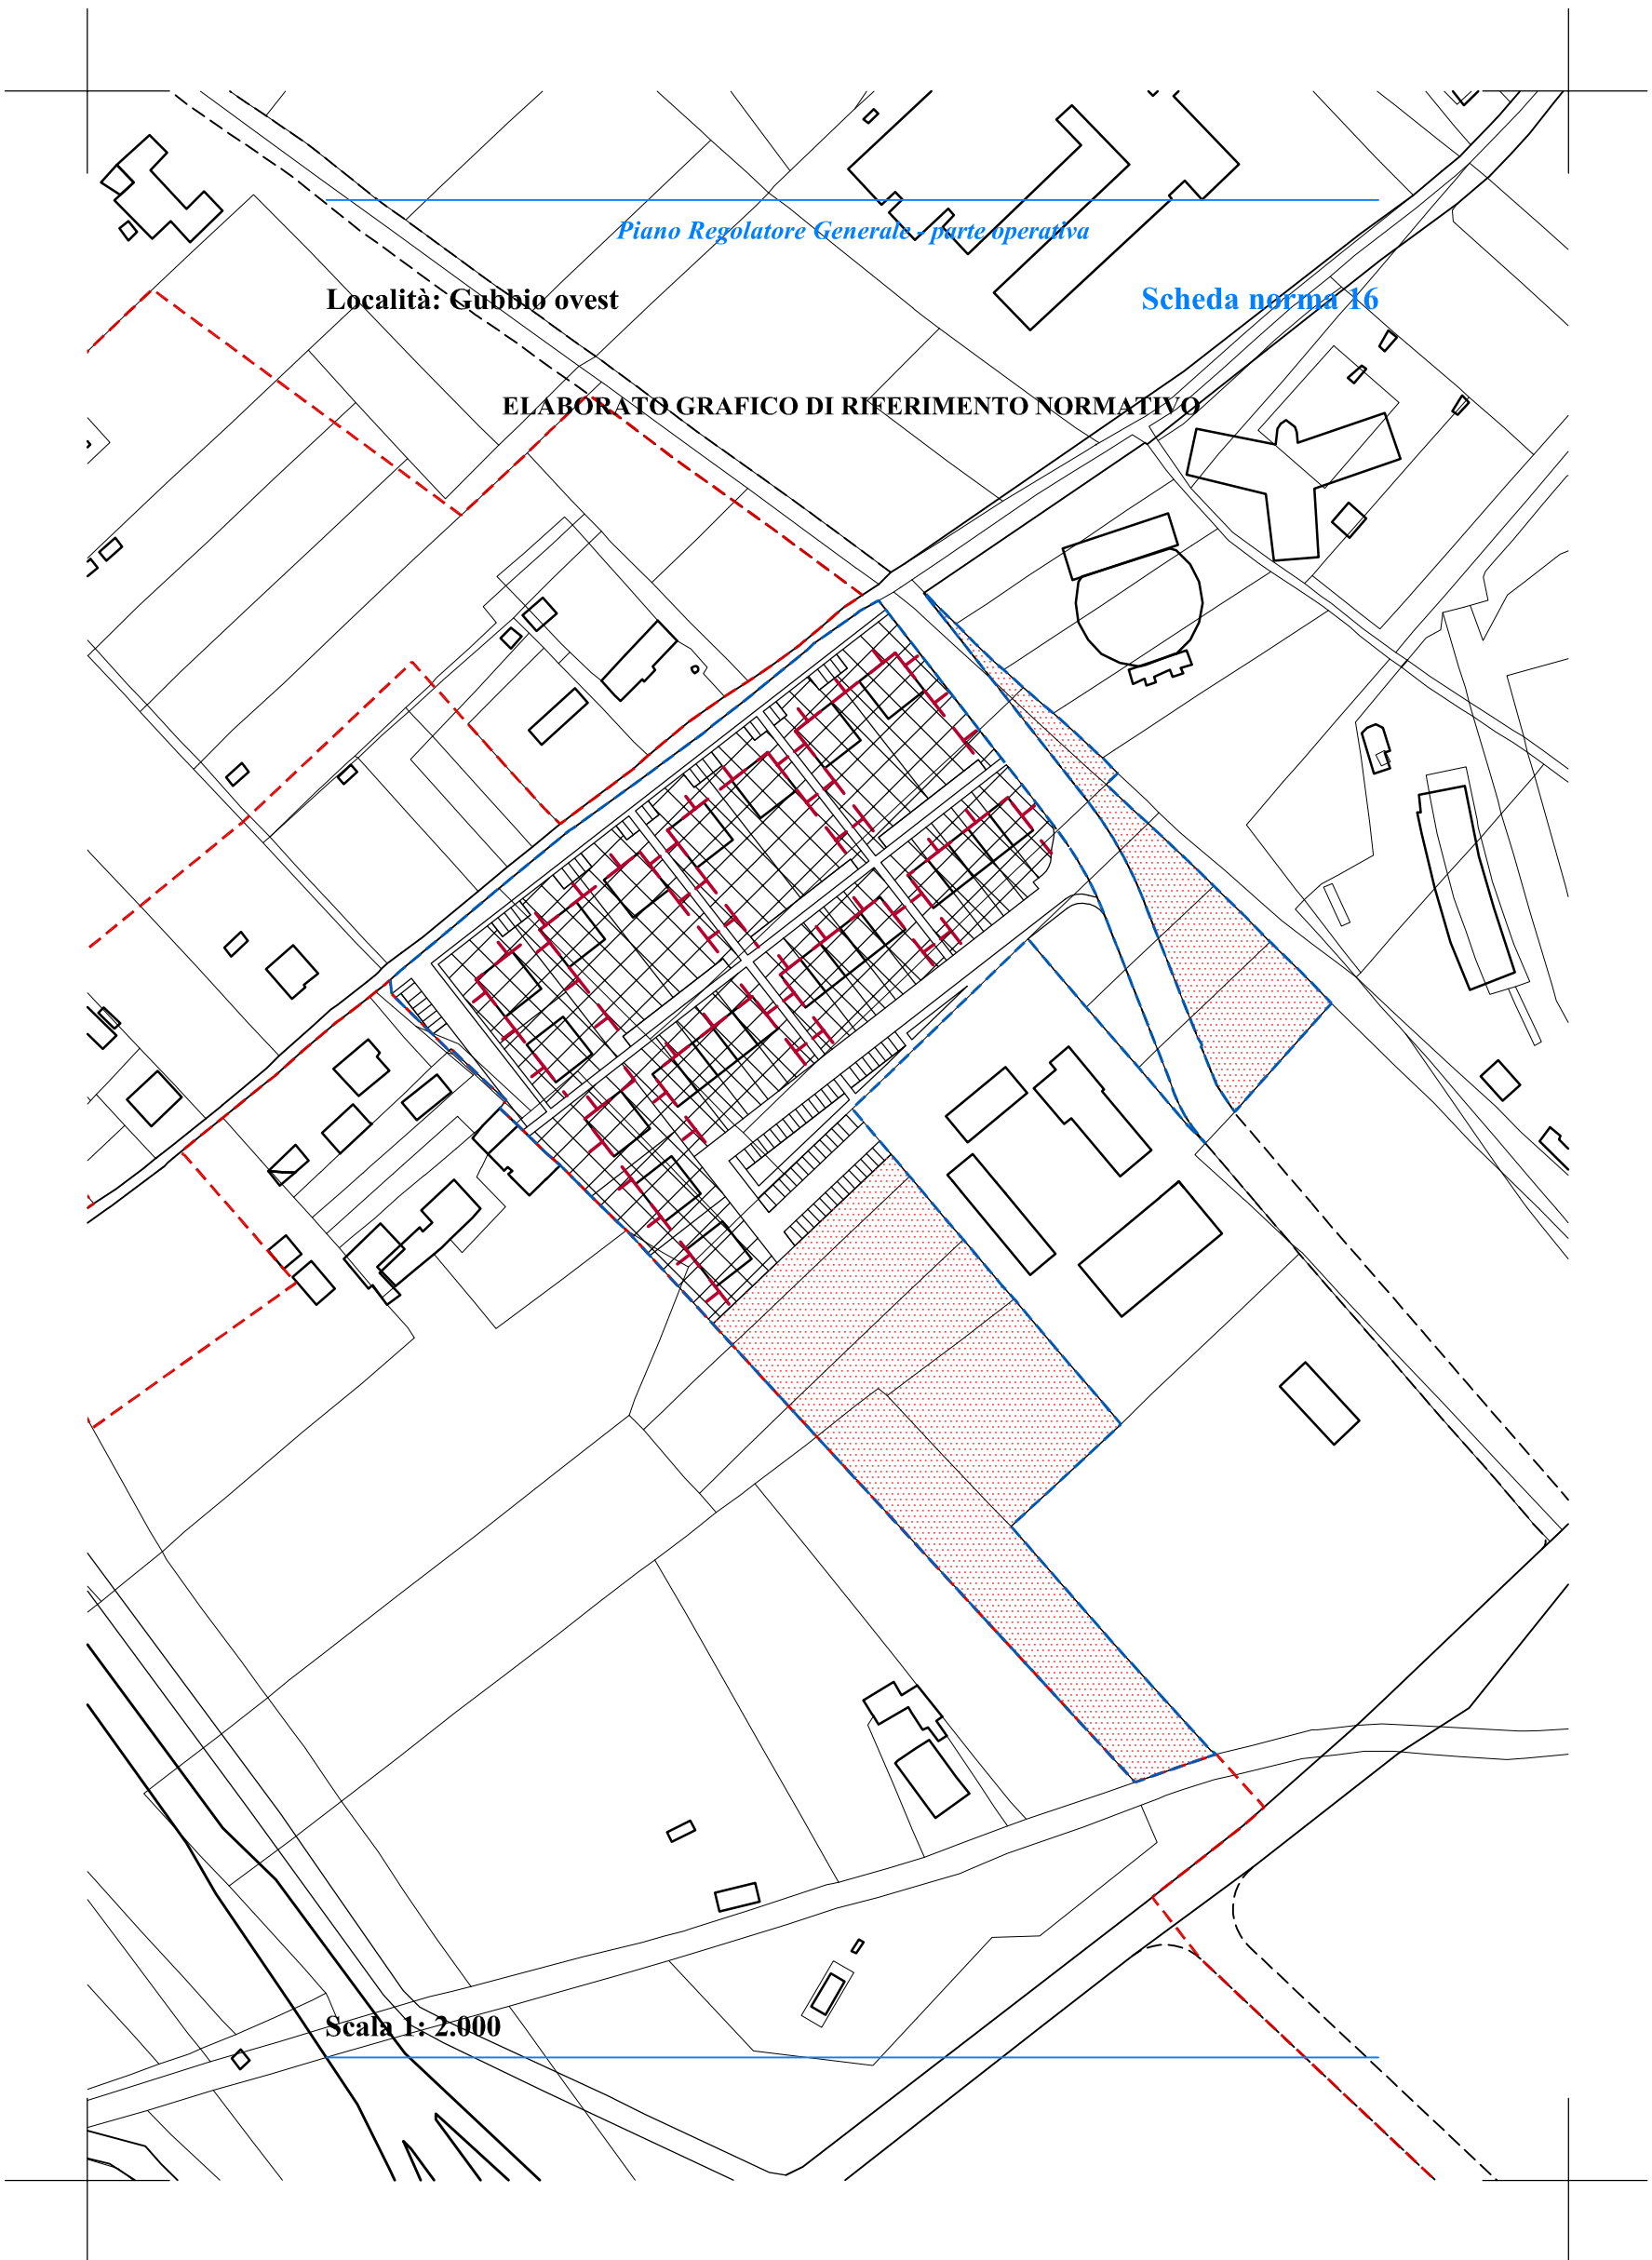 Piano Regolatore Generale - parte operativa
Località: Gubbio ovest
Scheda norma 16
ELABORATO GRAFICO DI RIFERIMENTO NORMATIVO
Scala 1: 2.000